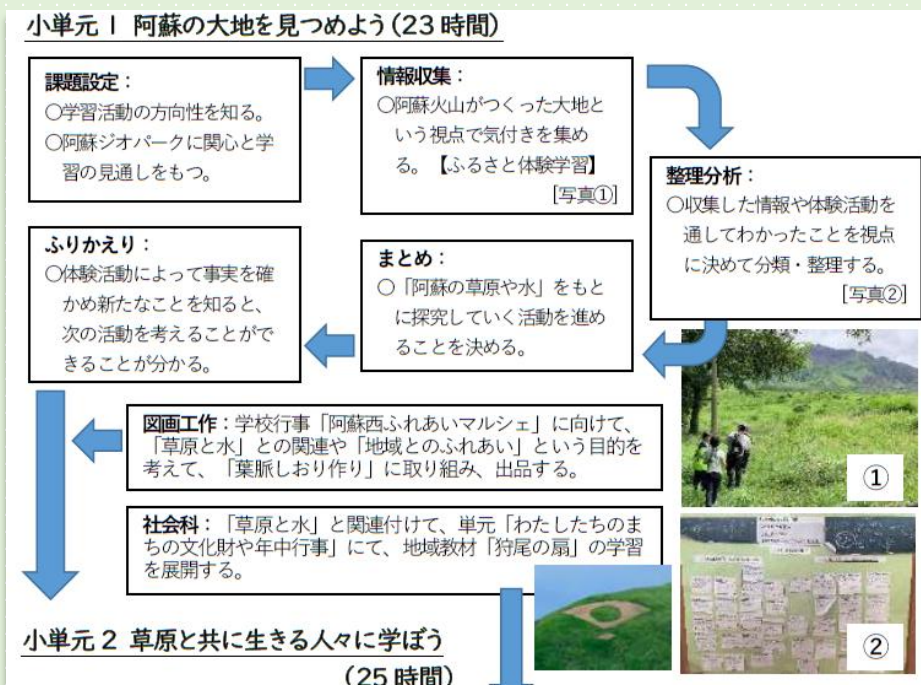 小単元1 阿蘇の大地を見つめよう(23時間)
課題設定:
○学習活動の方向性を知る。
○阿蘇ジオパークに関心と学
習の見通しをもつ。
情報収集:
○阿蘇火山がつくった大地と
いう視点で気付きを集め
る。【ふるさと体験学習】
[写真①]
整理分析:
○収集した情報や体験活動を
通してわかったことを視点
に決めて分類・整理する。
[写真②]
まとめ:
○「阿蘇の草原や水」をもと
に探究していく活動を進め
ることを決める。
ふりかえり:
○体験活動によって事実を確
かめ新たなことを知ると、
次の活動を考えることがで
きることが分かる。
図画工作:学校行事「阿蘇西ふれあいマルシェ」に向けて、
「草原と水」との関連や「地域とのふれあい」という目的を
考えて、「葉脈しおり作り」に取り組み、出品する。
社会科:「草原と水」と関連付けて、単元「わたしたちのま
ちの文化財や年中行事」にて、地域教材「狩尾の扇」の学習
を展開する。
①
②
小単元2 草原と共に生きる人々に学ぼう
(25時間)